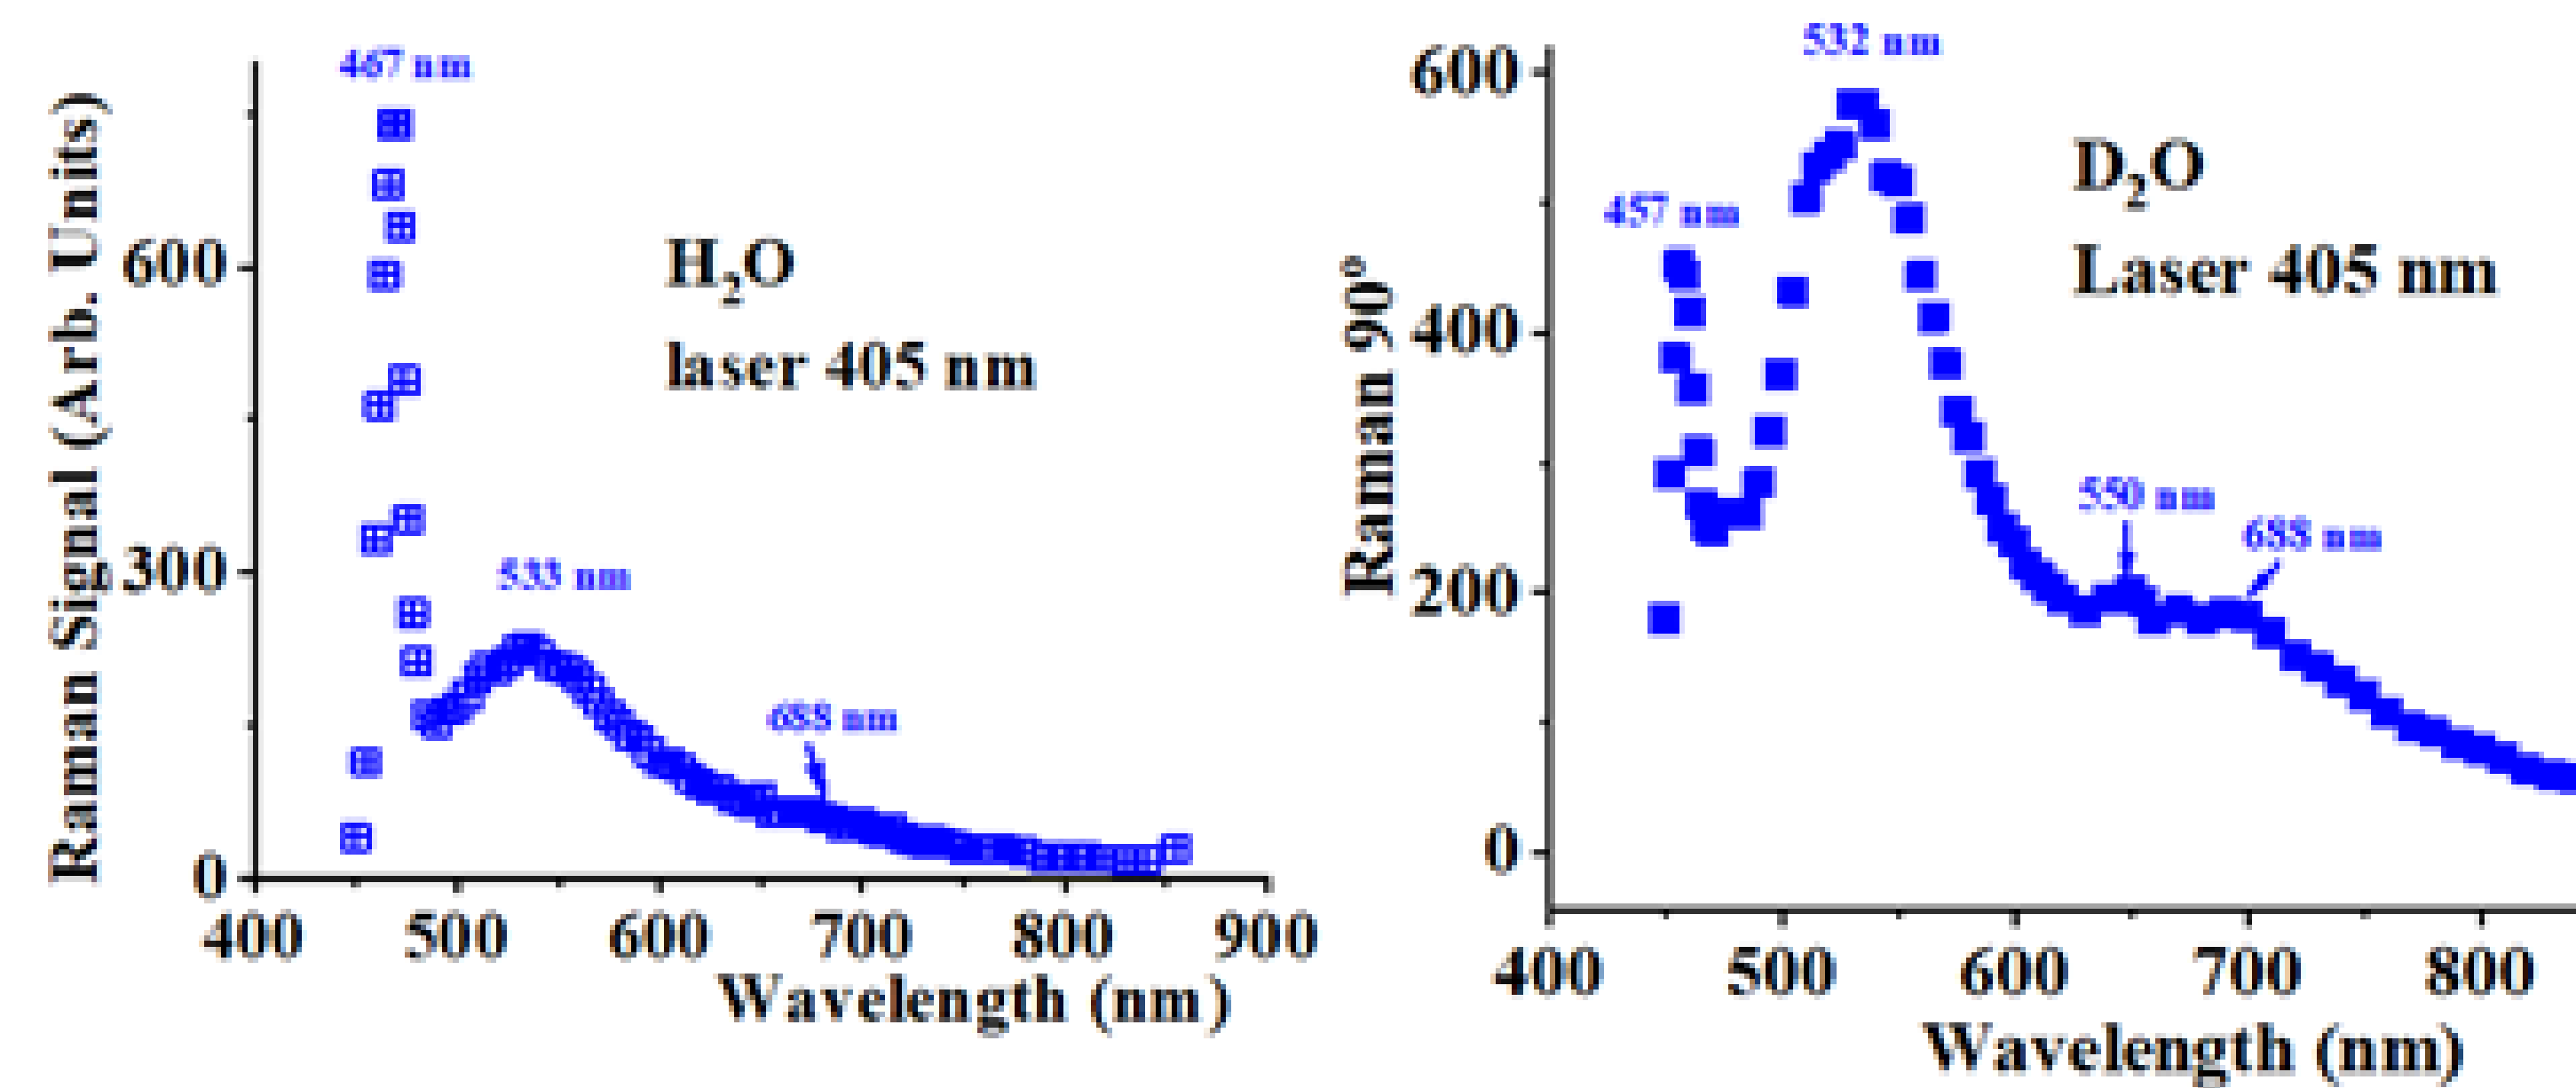 467 nm
Raman Signal (Arb. Units)
600
300
0
H₂O
laser 405 nm
533 nm
688 nm
400 500 600 700 800 900
Wavelength (nm)
532 nm
Raman 90°
600
400
200
0
457 nm
D₂O
Laser 405 nm
550 nm
688 nm
400 500 600 700 800
Wavelength (nm)